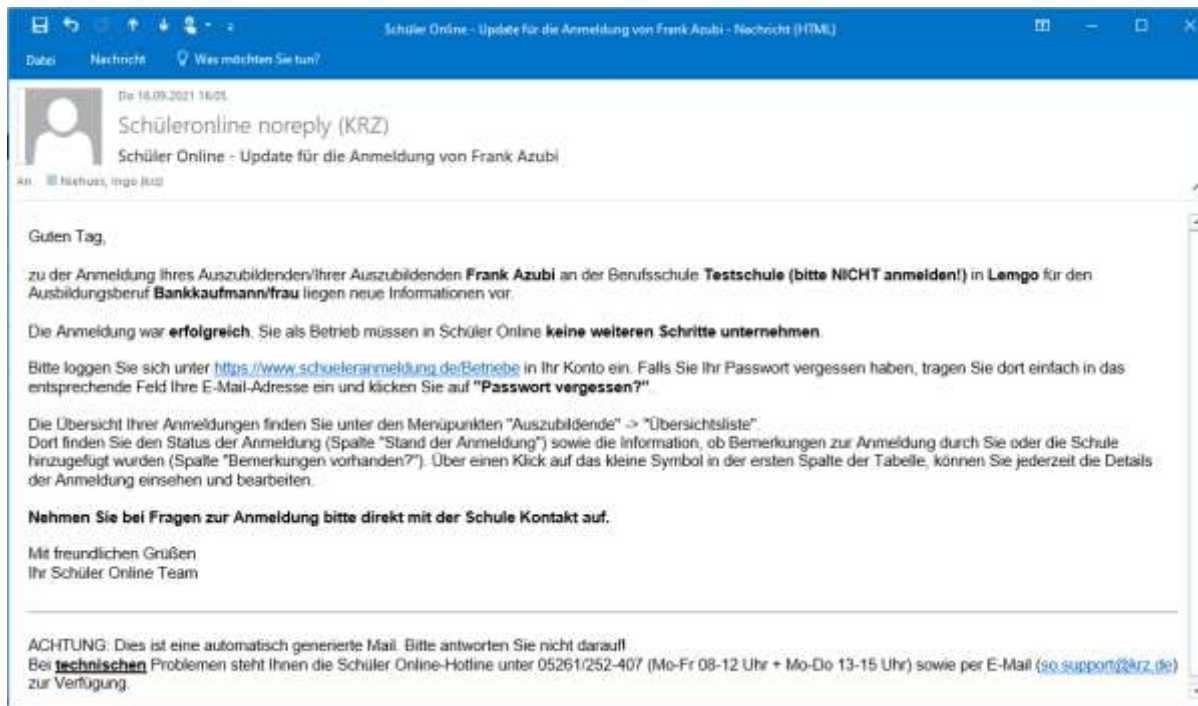 Schüler Online - Update für die Anmeldung von Frank Azubi - Nachricht (HTML)
Datei Nachricht Was möchten Sie tun?
Do 16.09.2021 16:05
Schüleronline noreply (KRZ)
Schüler Online - Update für die Anmeldung von Frank Azubi
An Niehues, Ingo (krz)
Guten Tag,
zu der Anmeldung Ihres Auszubildenden/Ihrer Auszubildenden Frank Azubi an der Berufsschule Testschule (bitte NICHT anmelden!) in Lemgo für den
Ausbildungsberuf Bankkaufmann/frau liegen neue Informationen vor.
Die Anmeldung war erfolgreich. Sie als Betrieb müssen in Schüler Online keine weiteren Schritte unternehmen.
Bitte loggen Sie sich unter https://www.schueleranmeldung.de/Betriebe in Ihr Konto ein. Falls Sie Ihr Passwort vergessen haben, tragen Sie dort einfach in das
entsprechende Feld Ihre E-Mail-Adresse ein und klicken Sie auf "Passwort vergessen?".
Die Übersicht Ihrer Anmeldungen finden Sie unter den Menüpunkten "Auszubildende" -> "Übersichtsliste".
Dort finden Sie den Status der Anmeldung (Spalte "Stand der Anmeldung") sowie die Information, ob Bemerkungen zur Anmeldung durch Sie oder die Schule
hinzugefügt wurden (Spalte "Bemerkungen vorhanden?"). Über einen Klick auf das kleine Symbol in der ersten Spalte der Tabelle, können Sie jederzeit die Details
der Anmeldung einsehen und bearbeiten.
Nehmen Sie bei Fragen zur Anmeldung bitte direkt mit der Schule Kontakt auf.
Mit freundlichen Grüßen
Ihr Schüler Online Team
ACHTUNG: Dies ist eine automatisch generierte Mail. Bitte antworten Sie nicht darauf!
Bei technischen Problemen steht Ihnen die Schüler Online-Hotline unter 05261/252-407 (Mo-Fr 08-12 Uhr + Mo-Do 13-15 Uhr) sowie per E-Mail (so.support@krz.de)
zur Verfügung.